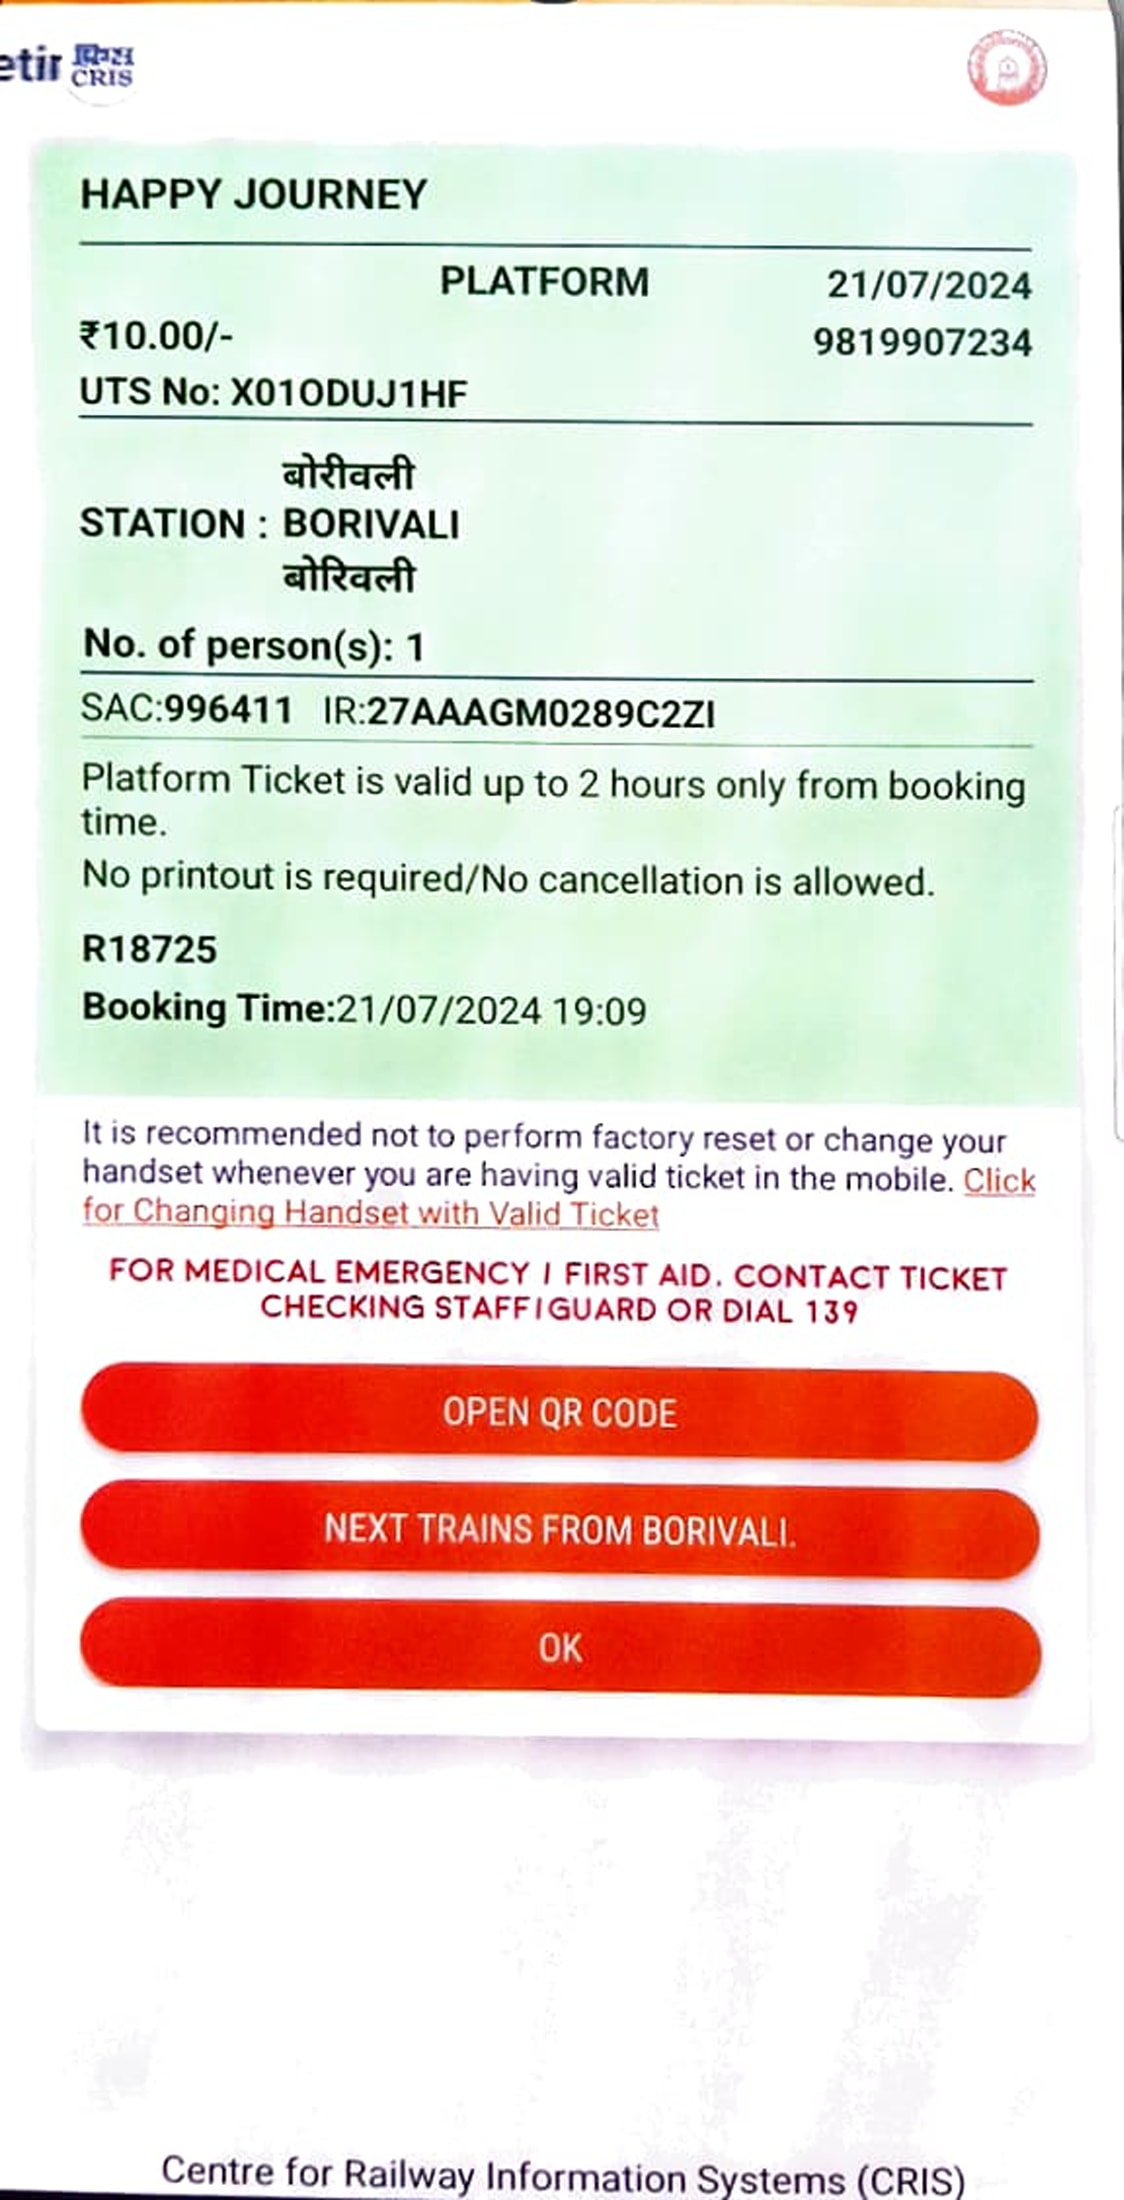 etir क्रिस
CRIS
HAPPY JOURNEY
PLATFORM 21/07/2024
₹10.00/- 9819907234
UTS No: X01ODUJ1HF
बोरीवली
STATION : BORIVALI
बोरिवली
No. of person(s): 1
SAC:996411 IR:27AAAGM0289C2ZI
Platform Ticket is valid up to 2 hours only from booking
time.
No printout is required/No cancellation is allowed.
R18725
Booking Time:21/07/2024 19:09
It is recommended not to perform factory reset or change your
handset whenever you are having valid ticket in the mobile. Click
for Changing Handset with Valid Ticket
FOR MEDICAL EMERGENCY / FIRST AID. CONTACT TICKET
CHECKING STAFF/GUARD OR DIAL 139
OPEN QR CODE
NEXT TRAINS FROM BORIVALI.
OK
Centre for Railway Information Systems (CRIS)